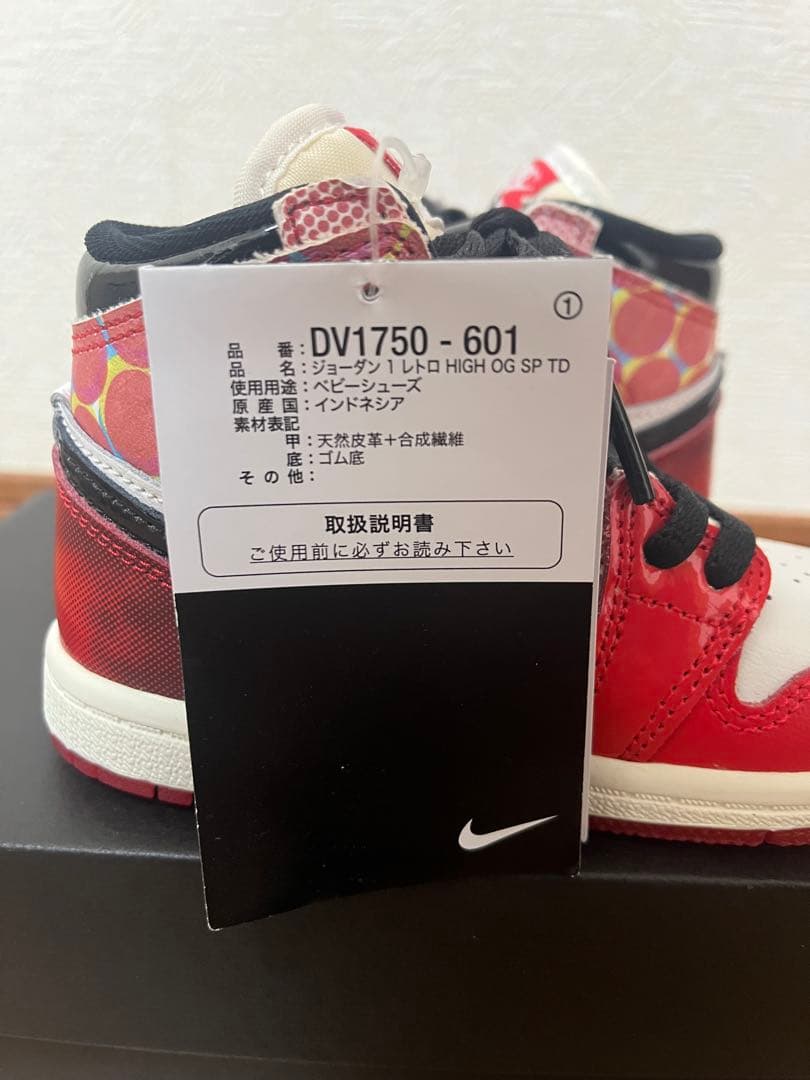 ①
品番：DV1750 - 601
品名：ジョーダン 1 レトロ HIGH OG SP TD
使用用途：ベビーシューズ
原産国：インドネシア
素材表記
甲：天然皮革＋合成繊維
底：ゴム底
その他：
取扱説明書
ご使用前に必ずお読み下さい